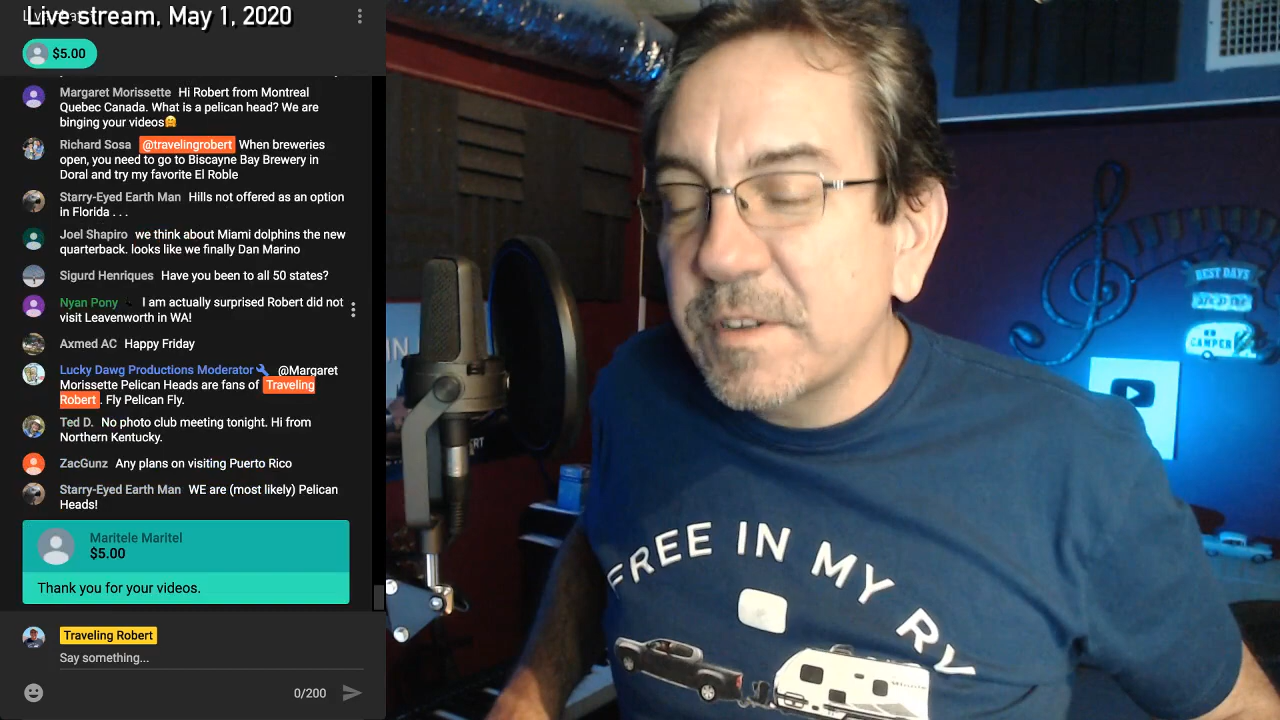 Live stream, May 1, 2020
$5.00
Margaret Morissette Hi Robert from Montreal
Quebec Canada. What is a pelican head? We are
binging your videos🤗
Richard Sosa @travelingrobert When breweries
open, you need to go to Biscayne Bay Brewery in
Doral and try my favorite El Roble
Starry-Eyed Earth Man Hills not offered as an option
in Florida . . .
Joel Shapiro we think about Miami dolphins the new
quarterback. looks like we finally Dan Marino
Sigurd Henriques Have you been to all 50 states?
Nyan Pony I am actually surprised Robert did not
visit Leavenworth in WA!
Axmed AC Happy Friday
Lucky Dawg Productions Moderator @Margaret
Morissette Pelican Heads are fans of Traveling
Robert . Fly Pelican Fly.
Ted D. No photo club meeting tonight. Hi from
Northern Kentucky.
ZacGunz Any plans on visiting Puerto Rico
Starry-Eyed Earth Man WE are (most likely) Pelican
Heads!
Maritele Maritel
$5.00
Thank you for your videos.
Traveling Robert
Say something...
0/200
BEST DAYS
CAMPER
FREE IN MY RV